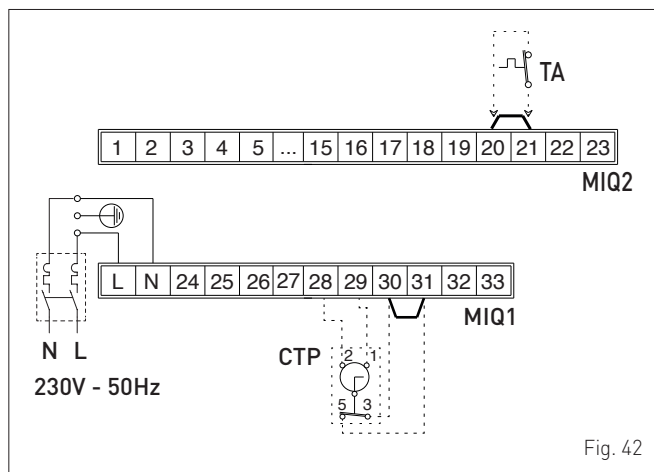 TA
1 2 3 4 5 ... 15 16 17 18 19 20 21 22 23
MIQ2
L N 24 25 26 27 28 29 30 31 32 33
MIQ1
N L
230V - 50Hz
CTP
2 1
5 3
Fig. 42